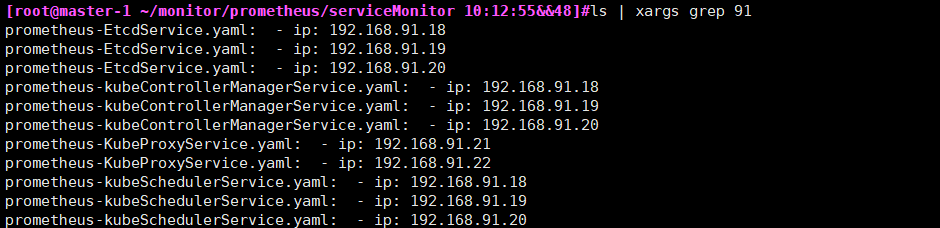 [root@master-1 ~/monitor/prometheus/serviceMonitor 10:12:55&&48]#ls | xargs grep 91
prometheus-EtcdService.yaml:  - ip: 192.168.91.18
prometheus-EtcdService.yaml:  - ip: 192.168.91.19
prometheus-EtcdService.yaml:  - ip: 192.168.91.20
prometheus-kubeControllerManagerService.yaml:  - ip: 192.168.91.18
prometheus-kubeControllerManagerService.yaml:  - ip: 192.168.91.19
prometheus-kubeControllerManagerService.yaml:  - ip: 192.168.91.20
prometheus-KubeProxyService.yaml:  - ip: 192.168.91.21
prometheus-KubeProxyService.yaml:  - ip: 192.168.91.22
prometheus-kubeSchedulerService.yaml:  - ip: 192.168.91.18
prometheus-kubeSchedulerService.yaml:  - ip: 192.168.91.19
prometheus-kubeSchedulerService.yaml:  - ip: 192.168.91.20